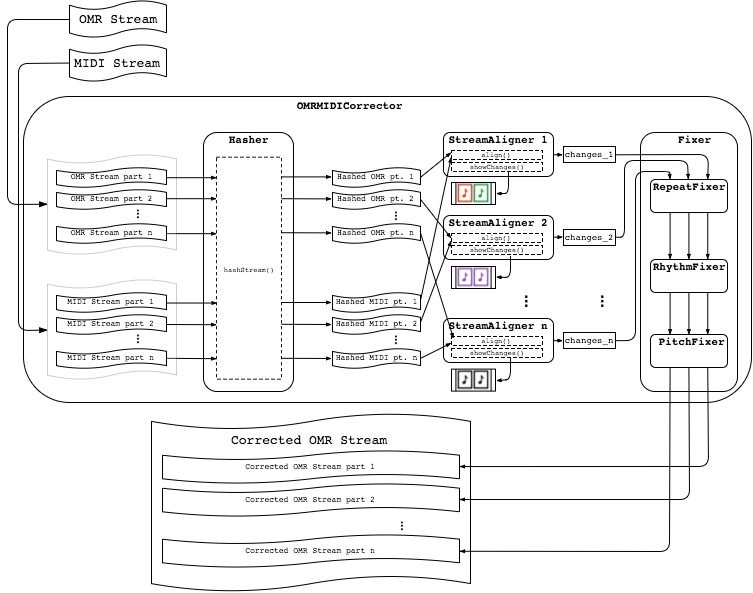 OMR Stream
MIDI Stream
OMRMIDICorrector
Hasher
StreamAligner 1
Fixer
align()
changes_1
showChanges()
OMR Stream part 1
Hashed OMR pt. 1
RepeatFixer
OMR Stream part 2
Hashed OMR pt. 2
⋮
⋮
StreamAligner 2
OMR Stream part n
Hashed OMR pt. n
align()
changes_2
showChanges()
hashStream()
RhythmFixer
MIDI Stream part 1
Hashed MIDI pt. 1
⋮
⋮
MIDI Stream part 2
Hashed MIDI pt. 2
StreamAligner n
⋮
⋮
align()
changes_n
PitchFixer
showChanges()
MIDI Stream part n
Hashed MIDI pt. n
Corrected OMR Stream
Corrected OMR Stream part 1
Corrected OMR Stream part 2
⋮
Corrected OMR Stream part n